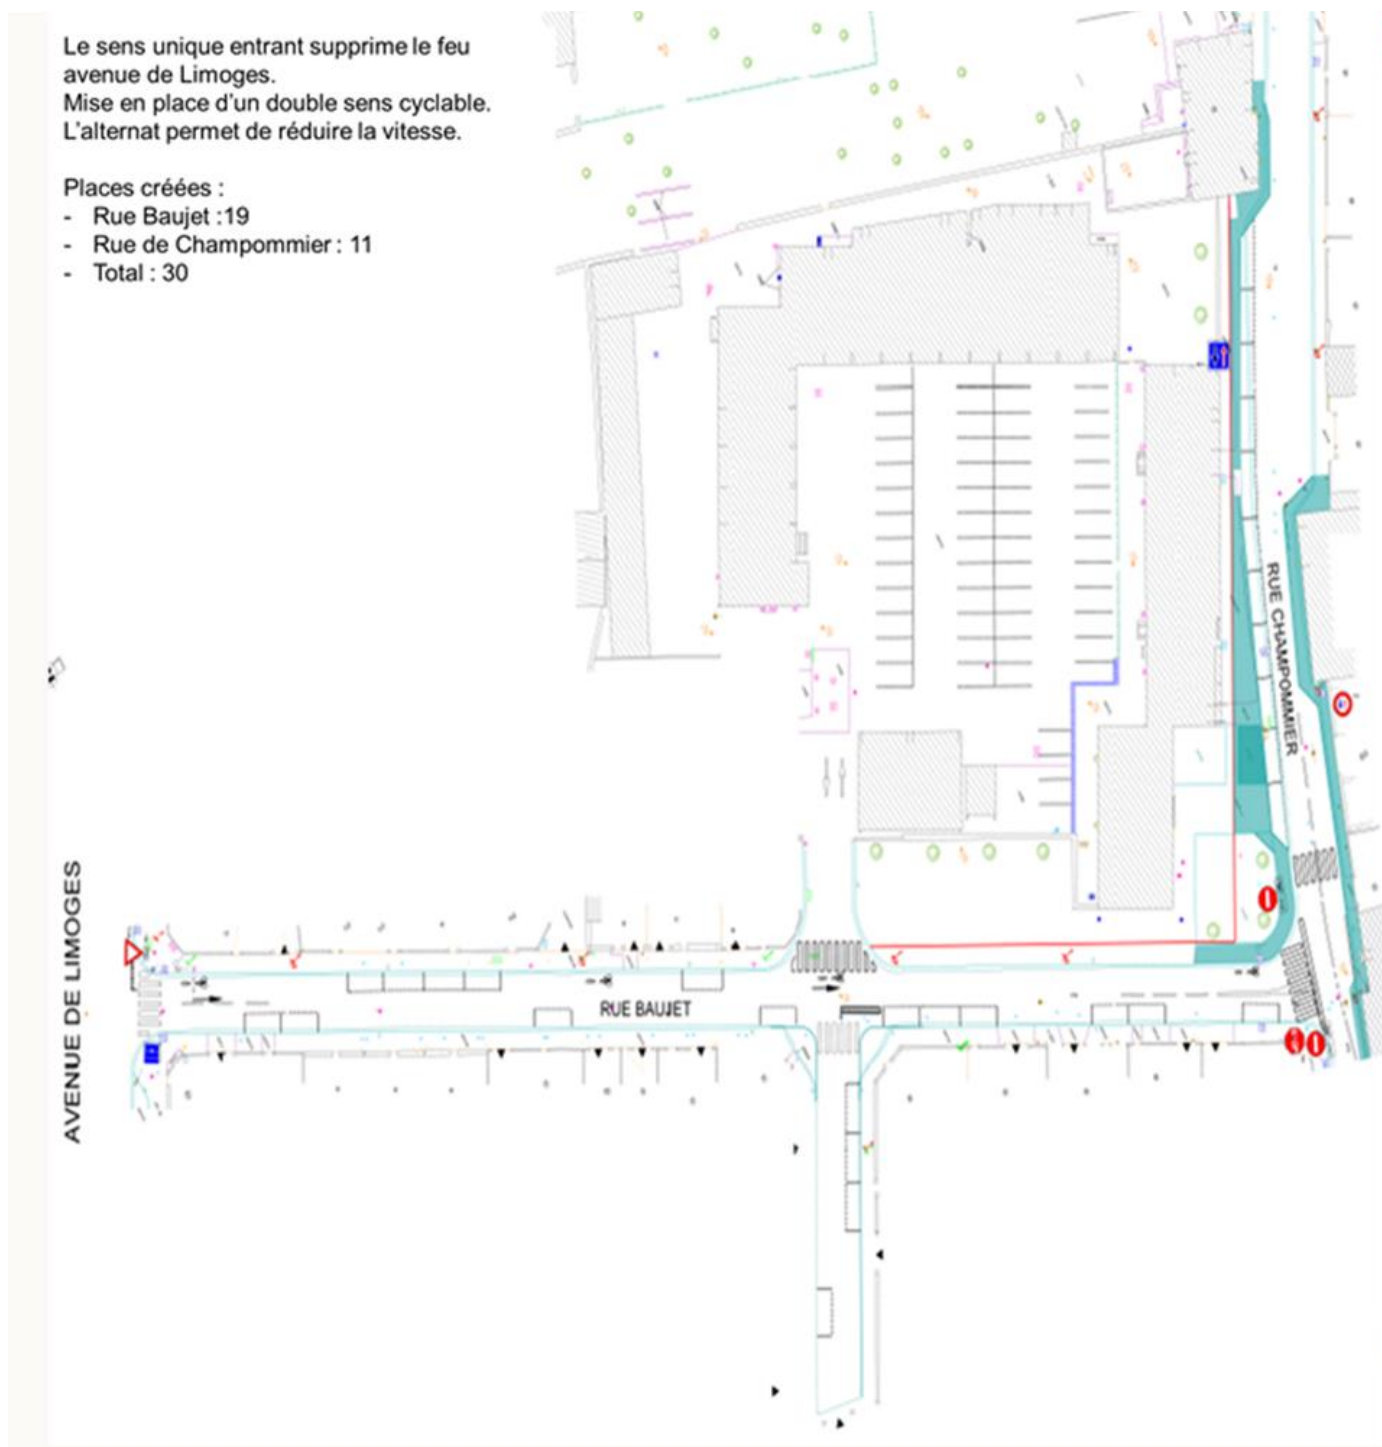 Le sens unique entrant supprime le feu
avenue de Limoges.
Mise en place d'un double sens cyclable.
L'alternat permet de réduire la vitesse.
Places créées :
- Rue Baujet :19
- Rue de Champommier : 11
- Total : 30
RUE CHAMPOMMIER
AVENUE DE LIMOGES
RUE BAUJET